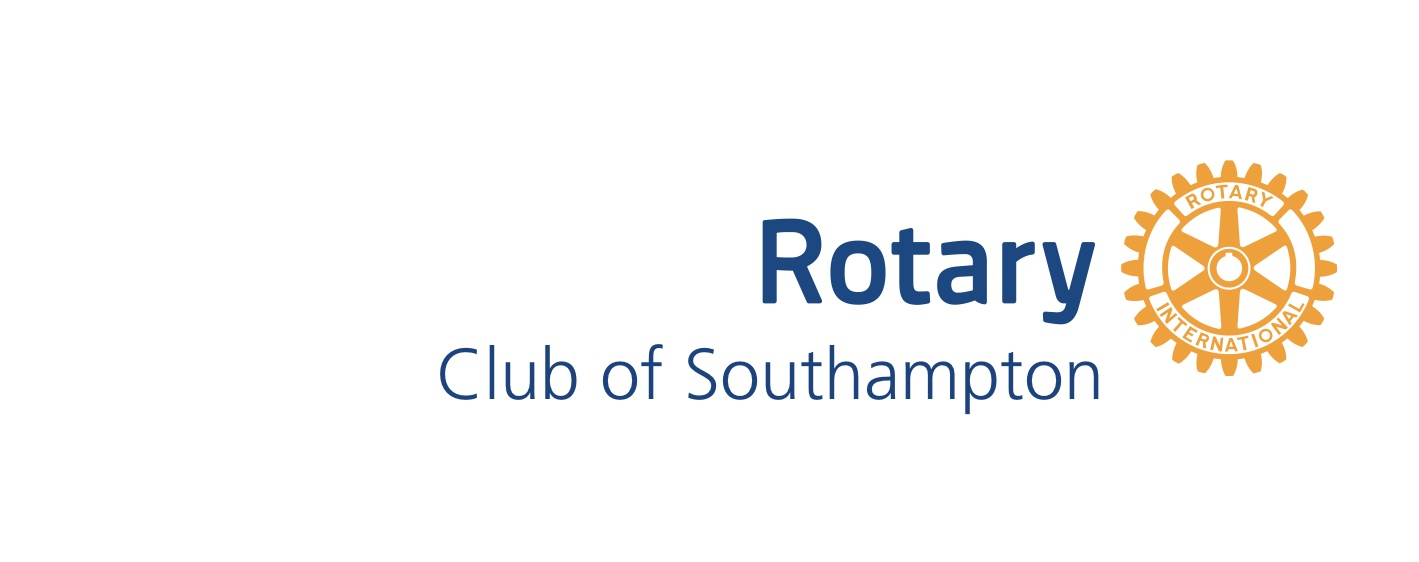 Rotary
Club of Southampton
ROTARY
INTERNATIONAL